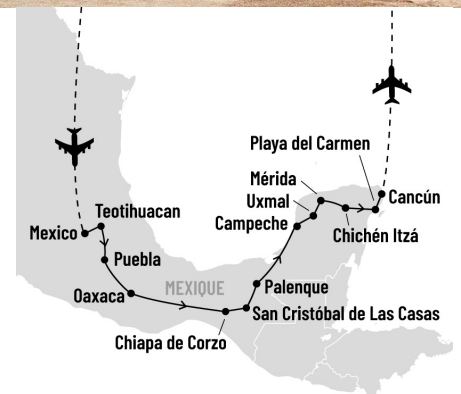 Playa del Carmen
Mérida
Uxmal
Cancún
Campeche
Chichén Itzá
Teotihuacan
Mexico
Puebla
Oaxaca
MEXIQUE
Palenque
San Cristóbal de Las Casas
Chiapa de Corzo